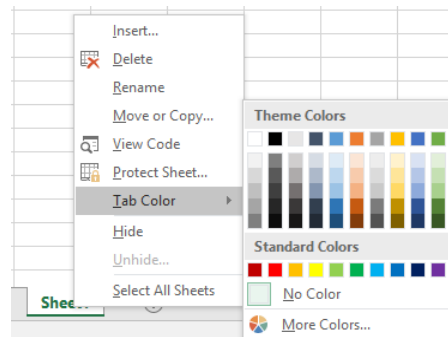 Insert...
Delete
Rename
Move or Copy...
View Code
Protect Sheet...
Tab Color
Hide
Unhide...
Select All Sheets
Theme Colors
Standard Colors
No Color
More Colors...